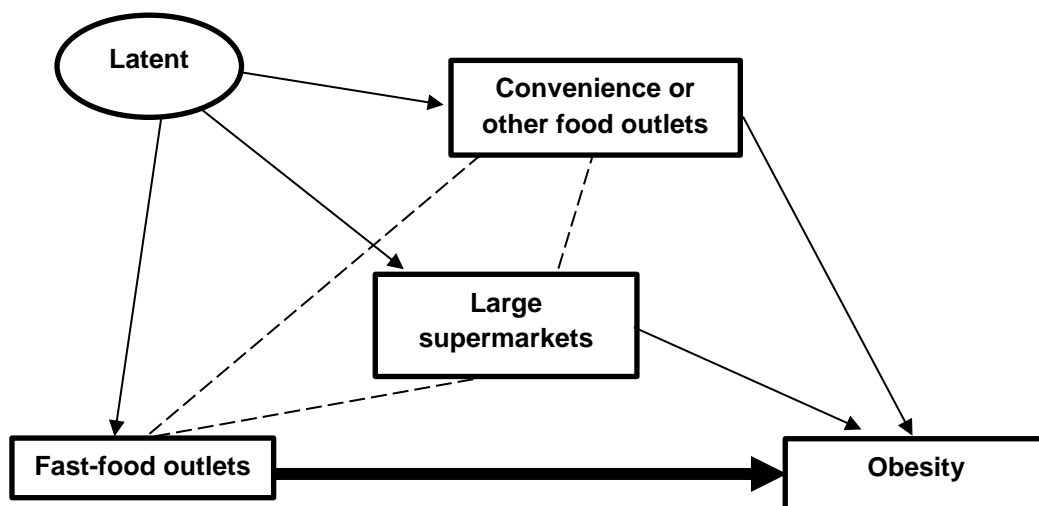 Latent
Convenience or
other food outlets
Large
supermarkets
Fast-food outlets
Obesity